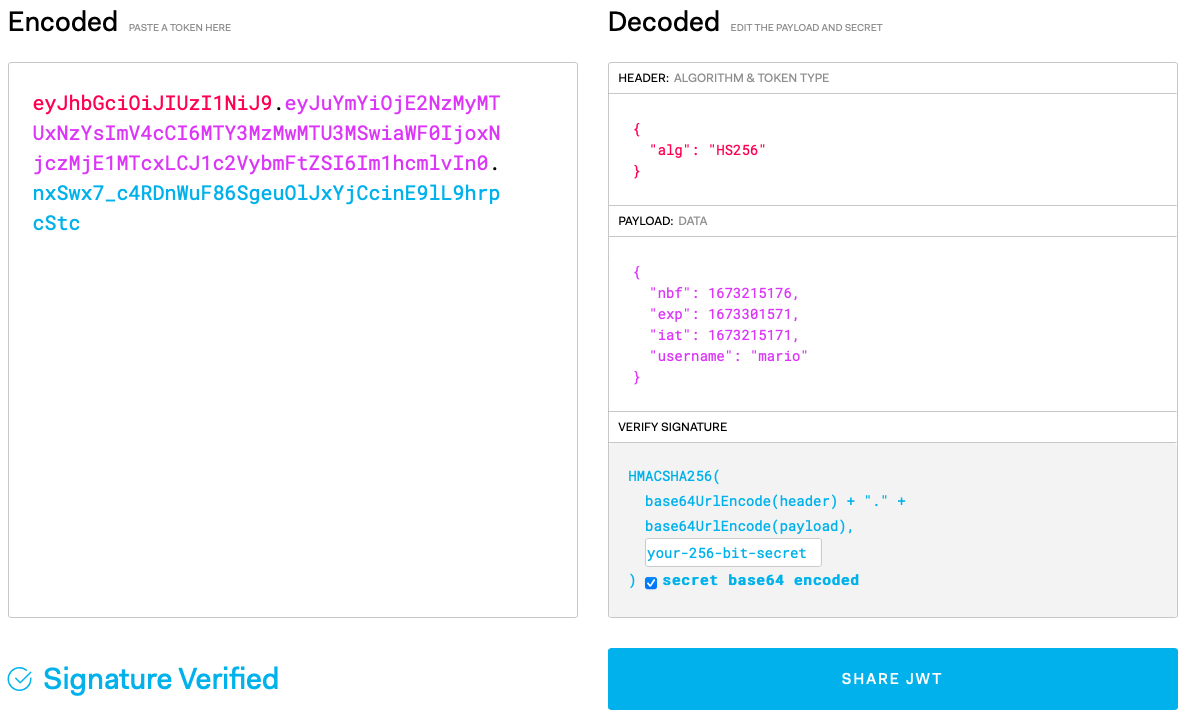 Encoded PASTE A TOKEN HERE
eyJhbGciOiJIUzI1NiJ9.eyJuYmYiOjE2NzMyMT
UxNzYsImV4cCI6MTY3MzMwMTU3MSwiaWF0IjoxN
jczMjE1MTcxLCJ1c2VybmFtZSI6Im1hcmlvIn0.
nxSwx7_c4RDnWuF86SgeuOlJxYjCcinE9lL9hrp
cStc
Signature Verified
Decoded EDIT THE PAYLOAD AND SECRET
HEADER: ALGORITHM & TOKEN TYPE
{
"alg": "HS256"
}
PAYLOAD: DATA
{
"nbf": 1673215176,
"exp": 1673301571,
"iat": 1673215171,
"username": "mario"
}
VERIFY SIGNATURE
HMACSHA256(
base64UrlEncode(header) + "." +
base64UrlEncode(payload),
your-256-bit-secret
) secret base64 encoded
SHARE JWT